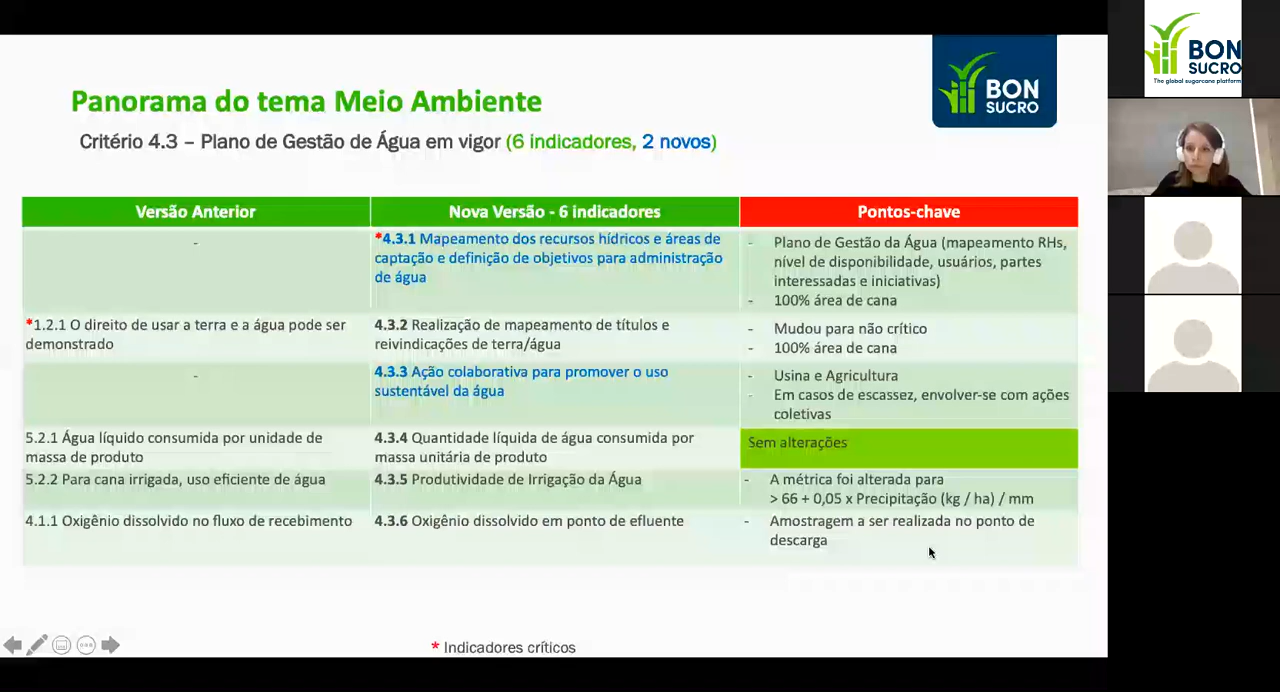 Panorama do tema Meio Ambiente
Critério 4.3 – Plano de Gestão de Água em vigor (6 indicadores, 2 novos)
BON
SUCRO
BON
SUCRO
The global sugarcane platform
Versão Anterior
Nova Versão - 6 indicadores
Pontos-chave
-
*4.3.1 Mapeamento dos recursos hídricos e áreas de
captação e definição de objetivos para administração
de água
- Plano de Gestão da Água (mapeamento RHs,
nível de disponibilidade, usuários, partes
interessadas e iniciativas)
- 100% área de cana
*1.2.1 O direito de usar a terra e a água pode ser
demonstrado
4.3.2 Realização de mapeamento de títulos e
reivindicações de terra/água
- Mudou para não crítico
- 100% área de cana
-
4.3.3 Ação colaborativa para promover o uso
sustentável da água
- Usina e Agricultura
- Em casos de escassez, envolver-se com ações
coletivas
5.2.1 Água líquido consumida por unidade de
massa de produto
4.3.4 Quantidade líquida de água consumida por
massa unitária de produto
Sem alterações
5.2.2 Para cana irrigada, uso eficiente de água
4.3.5 Produtividade de Irrigação da Água
- A métrica foi alterada para
> 66 + 0,05 x Precipitação (kg / ha) / mm
4.1.1 Oxigênio dissolvido no fluxo de recebimento
4.3.6 Oxigênio dissolvido em ponto de efluente
- Amostragem a ser realizada no ponto de
descarga
* Indicadores críticos